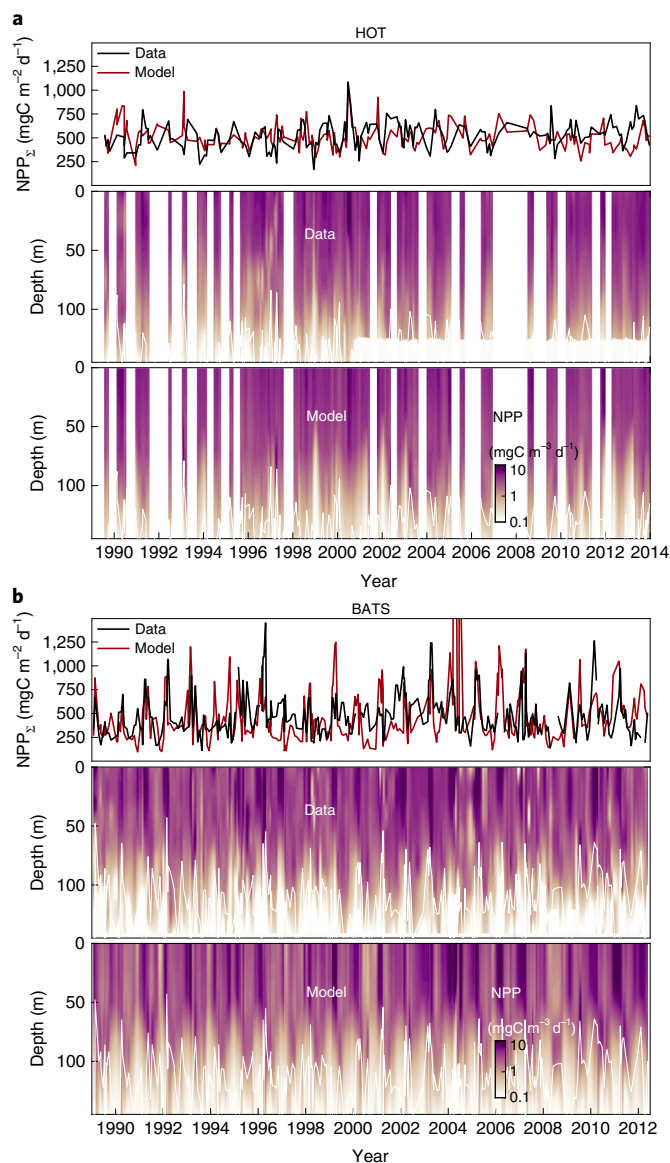 a
HOT
Data
Model
1,250
1,000
750
500
250
NPPΣ (mgC m−2 d−1)
0
50
100
Depth (m)
Data
0
50
100
Depth (m)
Model
NPP
(mgC m−3 d−1)
10
1
0.1
1990 1992 1994 1996 1998 2000 2002 2004 2006 2008 2010 2012 2014
Year
b
BATS
Data
Model
1,250
1,000
750
500
250
NPPΣ (mgC m−2 d−1)
0
50
100
Depth (m)
Data
0
50
100
Depth (m)
Model
NPP
(mgC m−3 d−1)
10
1
0.1
1990 1992 1994 1996 1998 2000 2002 2004 2006 2008 2010 2012
Year